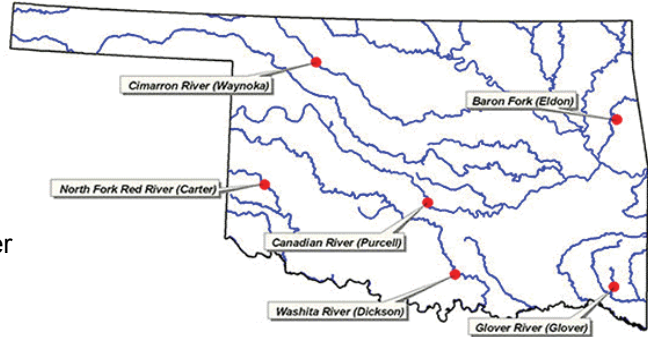 Cimarron River (Waynoka)
Baron Fork (Eldon)
North Fork Red River (Carter)
er
Canadian River (Purcell)
Washita River (Dickson)
Glover River (Glover)